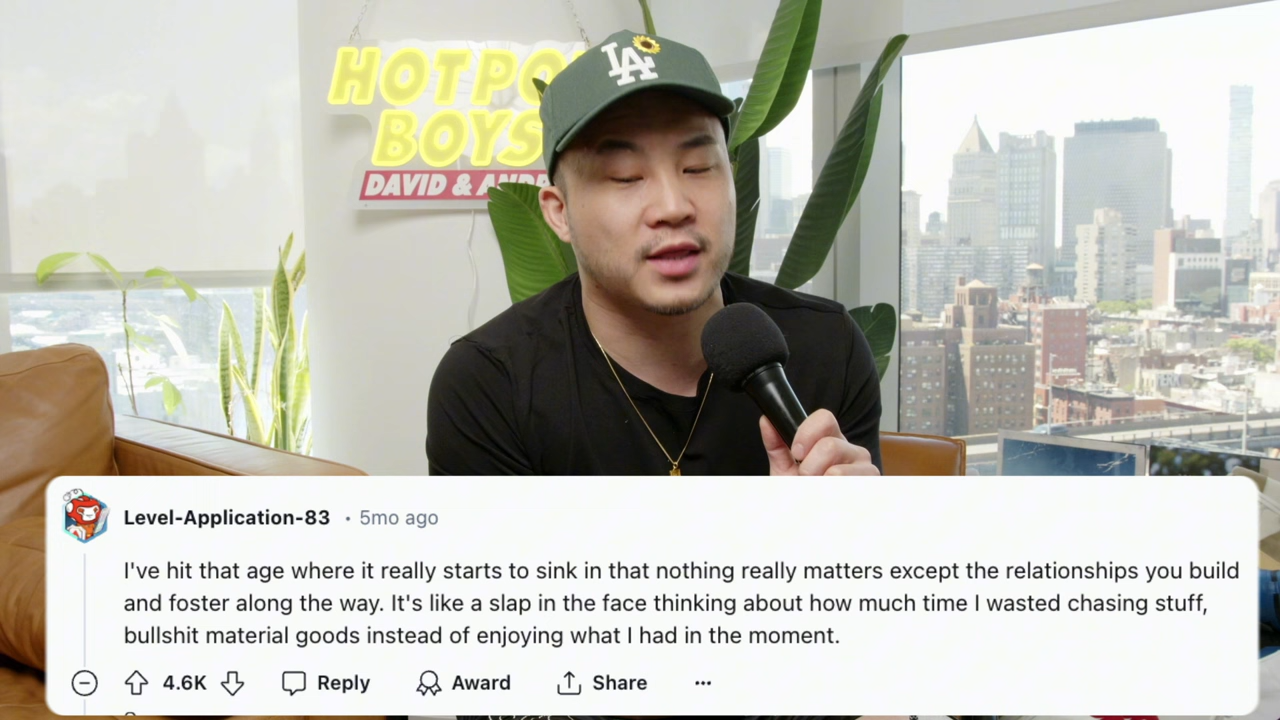 HOTPO
BOYS
DAVID &
LA
Level-Application-83 • 5mo ago
I've hit that age where it really starts to sink in that nothing really matters except the relationships you build
and foster along the way. It's like a slap in the face thinking about how much time I wasted chasing stuff,
bullshit material goods instead of enjoying what I had in the moment.
4.6K Reply Award Share ...